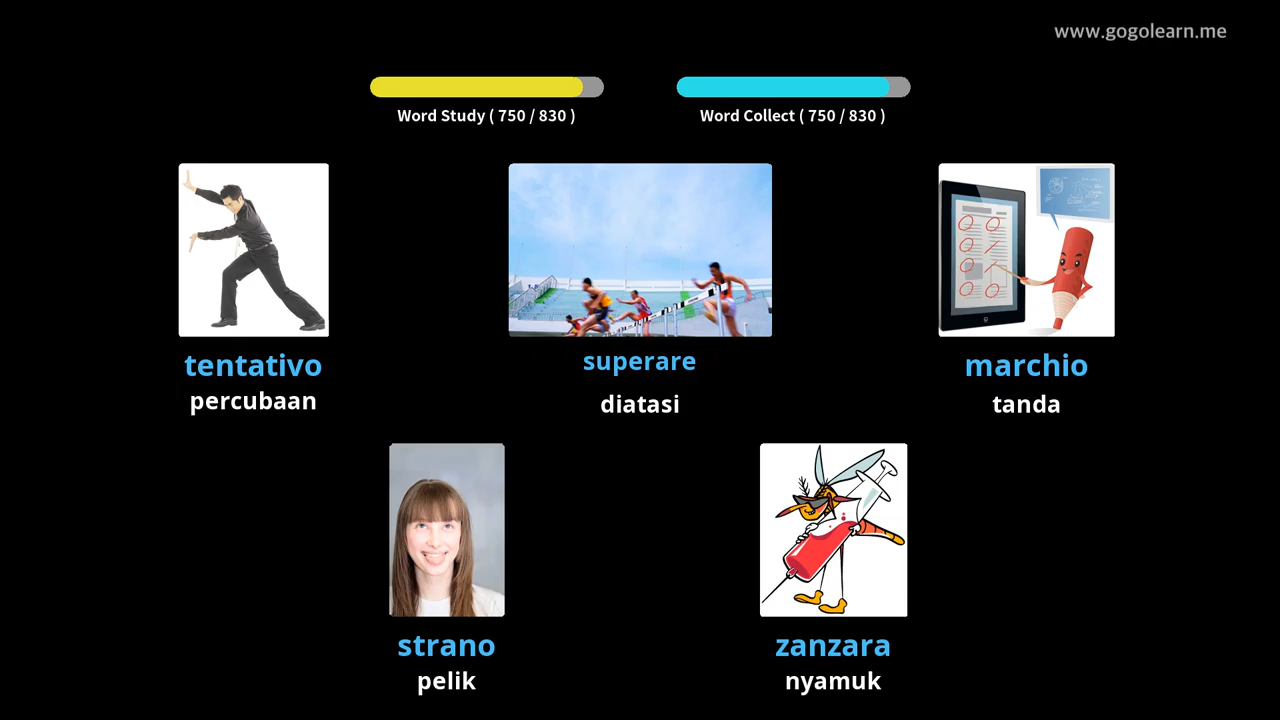 www.gogolearn.me
Word Study ( 750 / 830 )
Word Collect ( 750 / 830 )
tentativo
percubaan
superare
diatasi
marchio
tanda
strano
pelik
zanzara
nyamuk